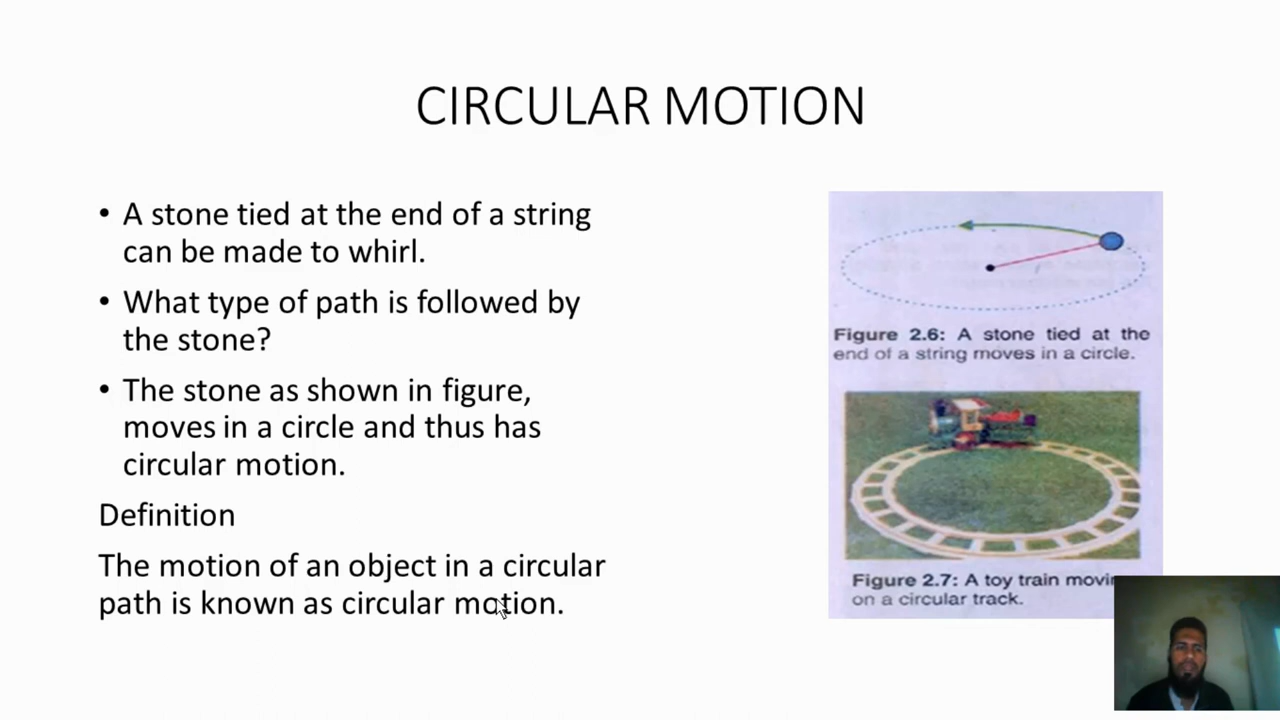 CIRCULAR MOTION
• A stone tied at the end of a string
can be made to whirl.
• What type of path is followed by
the stone?
• The stone as shown in figure,
moves in a circle and thus has
circular motion.
Definition
The motion of an object in a circular
path is known as circular motion.
Figure 2.6: A stone tied at the
end of a string moves in a circle.
Figure 2.7: A toy train
on a circular track.